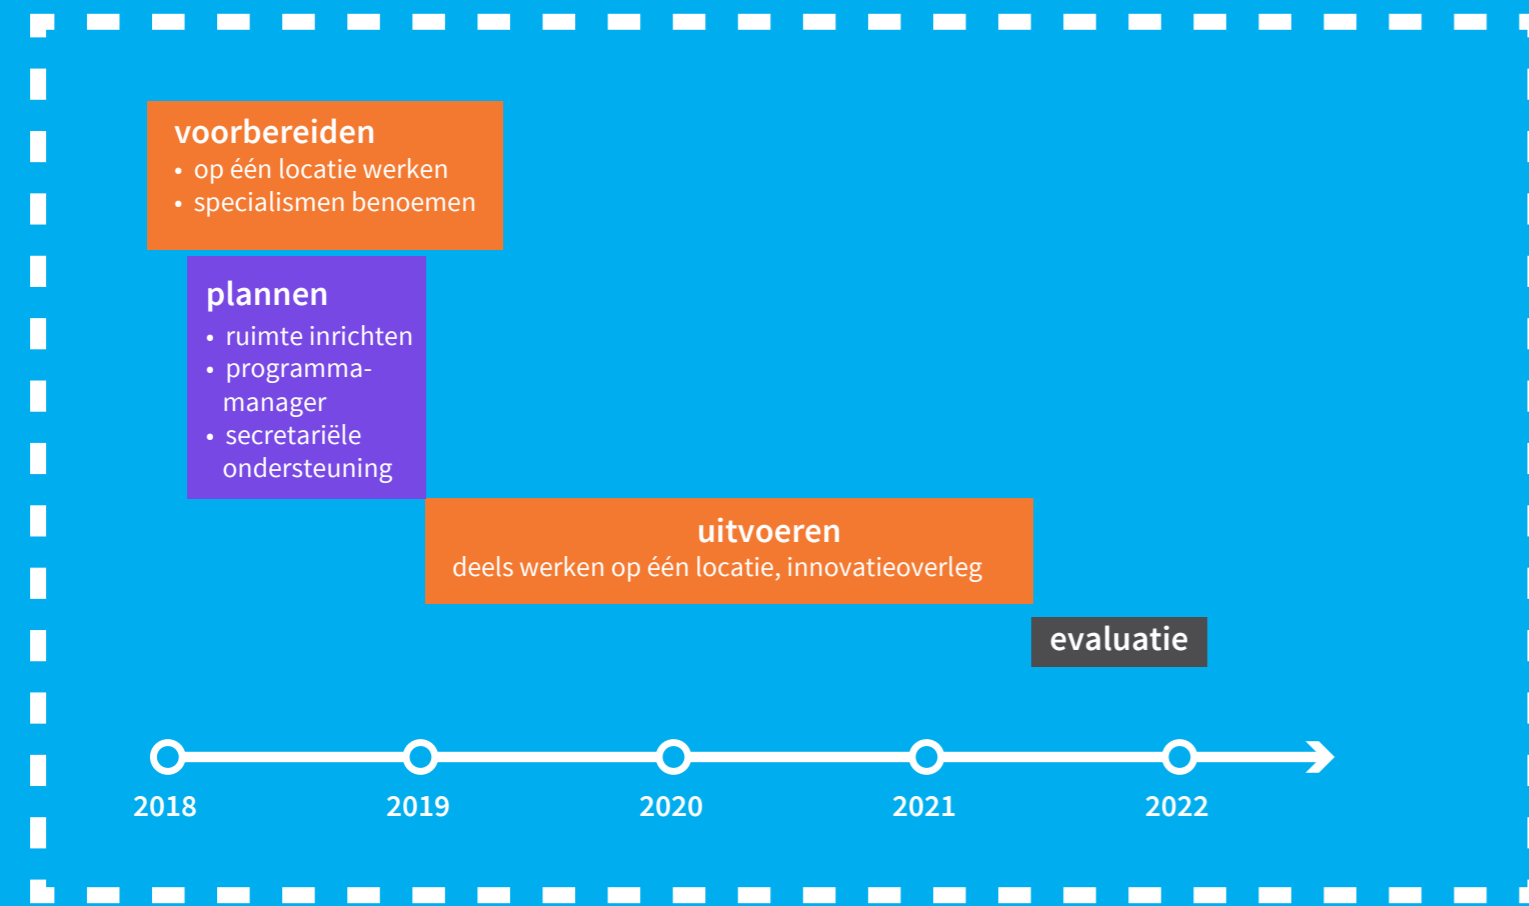 voorbereiden
• op één locatie werken
• specialismen benoemen
plannen
• ruimte inrichten
• programma-
manager
• secretariële
ondersteuning
uitvoeren
deels werken op één locatie, innovatieoverleg
evaluatie
2018 2019 2020 2021 2022